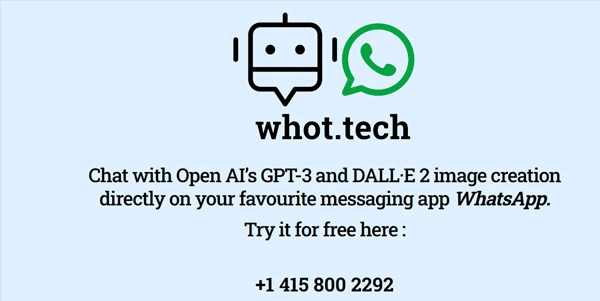 whot.tech
Chat with Open AI's GPT-3 and DALL·E 2 image creation
directly on your favourite messaging app WhatsApp.
Try it for free here :
+1 415 800 2292